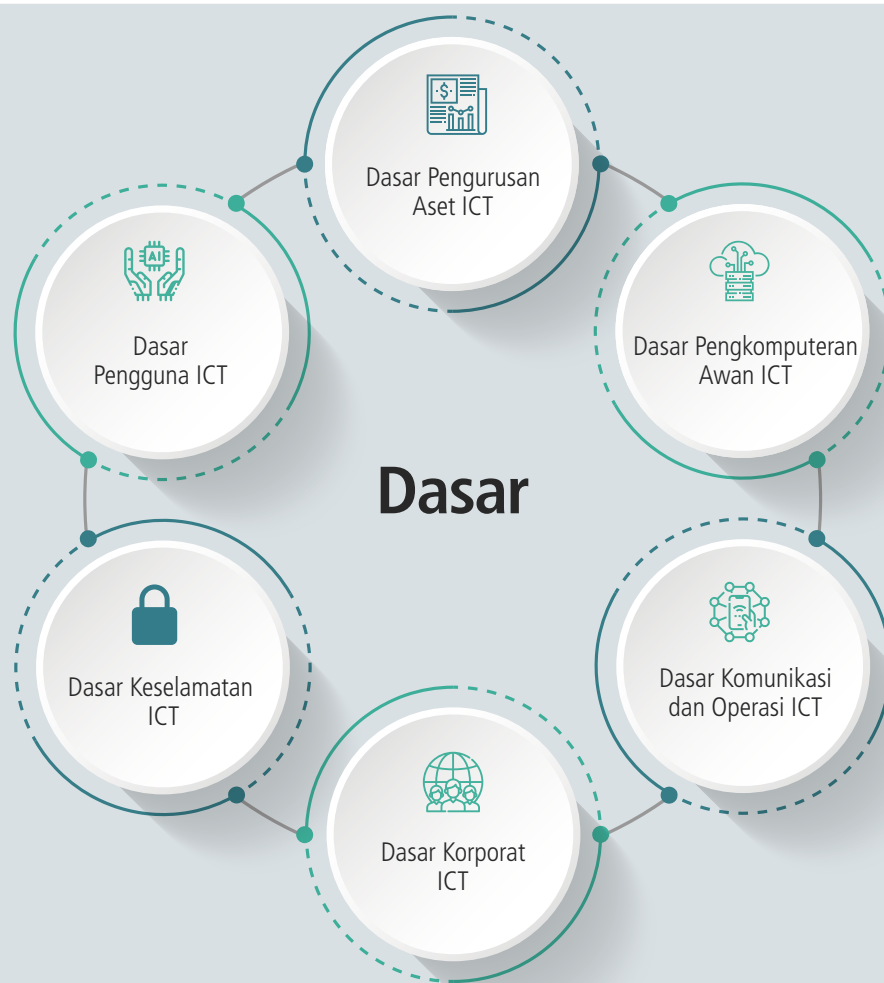 Dasar Pengurusan
Aset ICT
Dasar Pengkomputeran
Awan ICT
Dasar Komunikasi
dan Operasi ICT
Dasar Korporat
ICT
Dasar Keselamatan
ICT
AI
Dasar
Pengguna ICT
Dasar